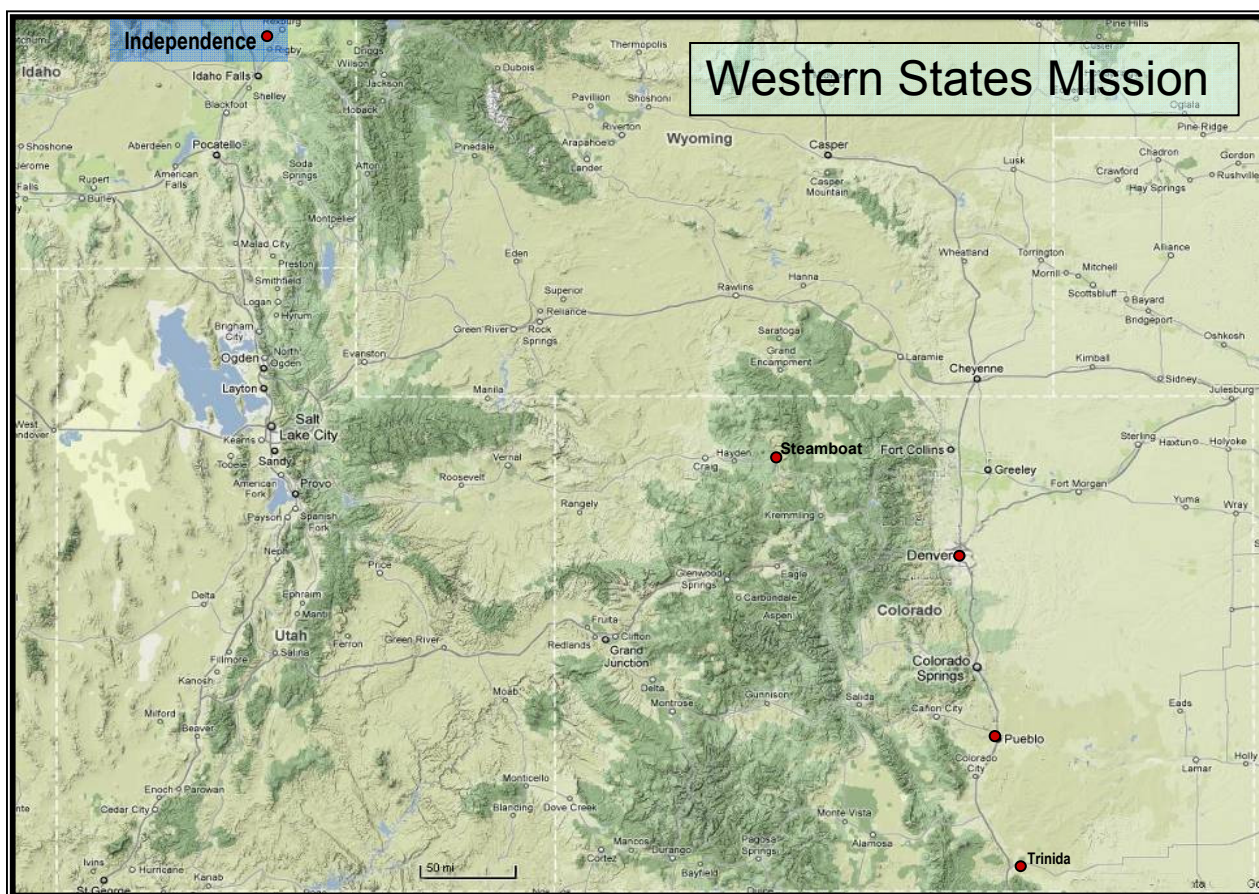 Western States Mission
Independence
Rexburg
Rigby
Idaho
Idaho Falls
Shelley
Blackfoot
Driggs
Wilson
Jackson
Hoback
Dubois
Thermopolis
Pavillion
Shoshoni
Riverton
Arapahoe
Lander
Wyoming
Casper
Casper
Mountain
Lusk
Pine Hills
Custer
Oglala
Pine Ridge
Chadron
Gordon
Crawford
Rushville
Hay Springs
Shoshone
Jerome
Falls
Aberdeen
Pocatello
American
Falls
Rupert
Burley
Soda
Springs
Afton
Pinedale
Montpelier
Malad City
Preston
Smithfield
Logan
Hyrum
Brigham
City
Ogden
North
Ogden
Layton
Eden
Superior
Reliance
Green River
Rock
Springs
Evanston
Manila
Rawlins
Hanna
Saratoga
Grand
Encampment
Wheatland
Torrington
Morrill
Mitchell
Scottsbluff
Alliance
Bayard
Bridgeport
Oshkosh
Laramie
Cheyenne
Kimball
Sidney
Julesburg
West
endover
Salt
Lake City
Kearns
Tooele
Sandy
American
Fork
Provo
Payson
Spanish
Fork
Vernal
Roosevelt
Rangely
Craig
Hayden
Steamboat
Fort Collins
Greeley
Sterling
Haxtun
Holyoke
Fort Morgan
Yuma
Wray
Kremmling
Denver
Nephi
Price
Delta
Ephraim
Manti
Utah
Salina
Ferron
Green River
Fillmore
Kanosh
Glenwood
Springs
Eagle
Carbondale
Aspen
Colorado
Fruita
Redlands
Clifton
Grand
Junction
Colorado
Springs
Moab
Delta
Montrose
Gunnison
Salida
Cañon City
Pueblo
Colorado
City
Eads
Lamar
Holly
Milford
Beaver
Enoch
Parowan
Cedar City
Monticello
Blanding
Dove Creek
Monte Vista
Alamosa
Mancos
Cortez
Durango
Bayfield
Pagosa
Springs
Trinida
Ivins
Hurricane
St George
Kanab
50 mi